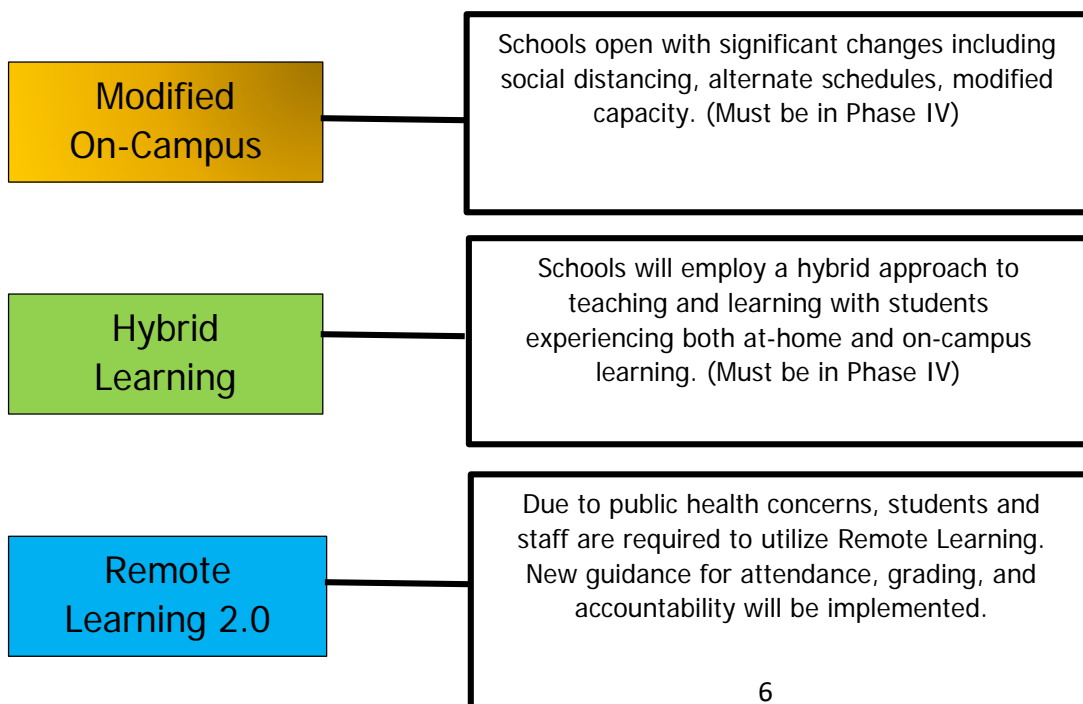 Modified
On-Campus
Schools open with significant changes including
social distancing, alternate schedules, modified
capacity. (Must be in Phase IV)
Hybrid
Learning
Schools will employ a hybrid approach to
teaching and learning with students
experiencing both at-home and on-campus
learning. (Must be in Phase IV)
Remote
Learning 2.0
Due to public health concerns, students and
staff are required to utilize Remote Learning.
New guidance for attendance, grading, and
accountability will be implemented.
6